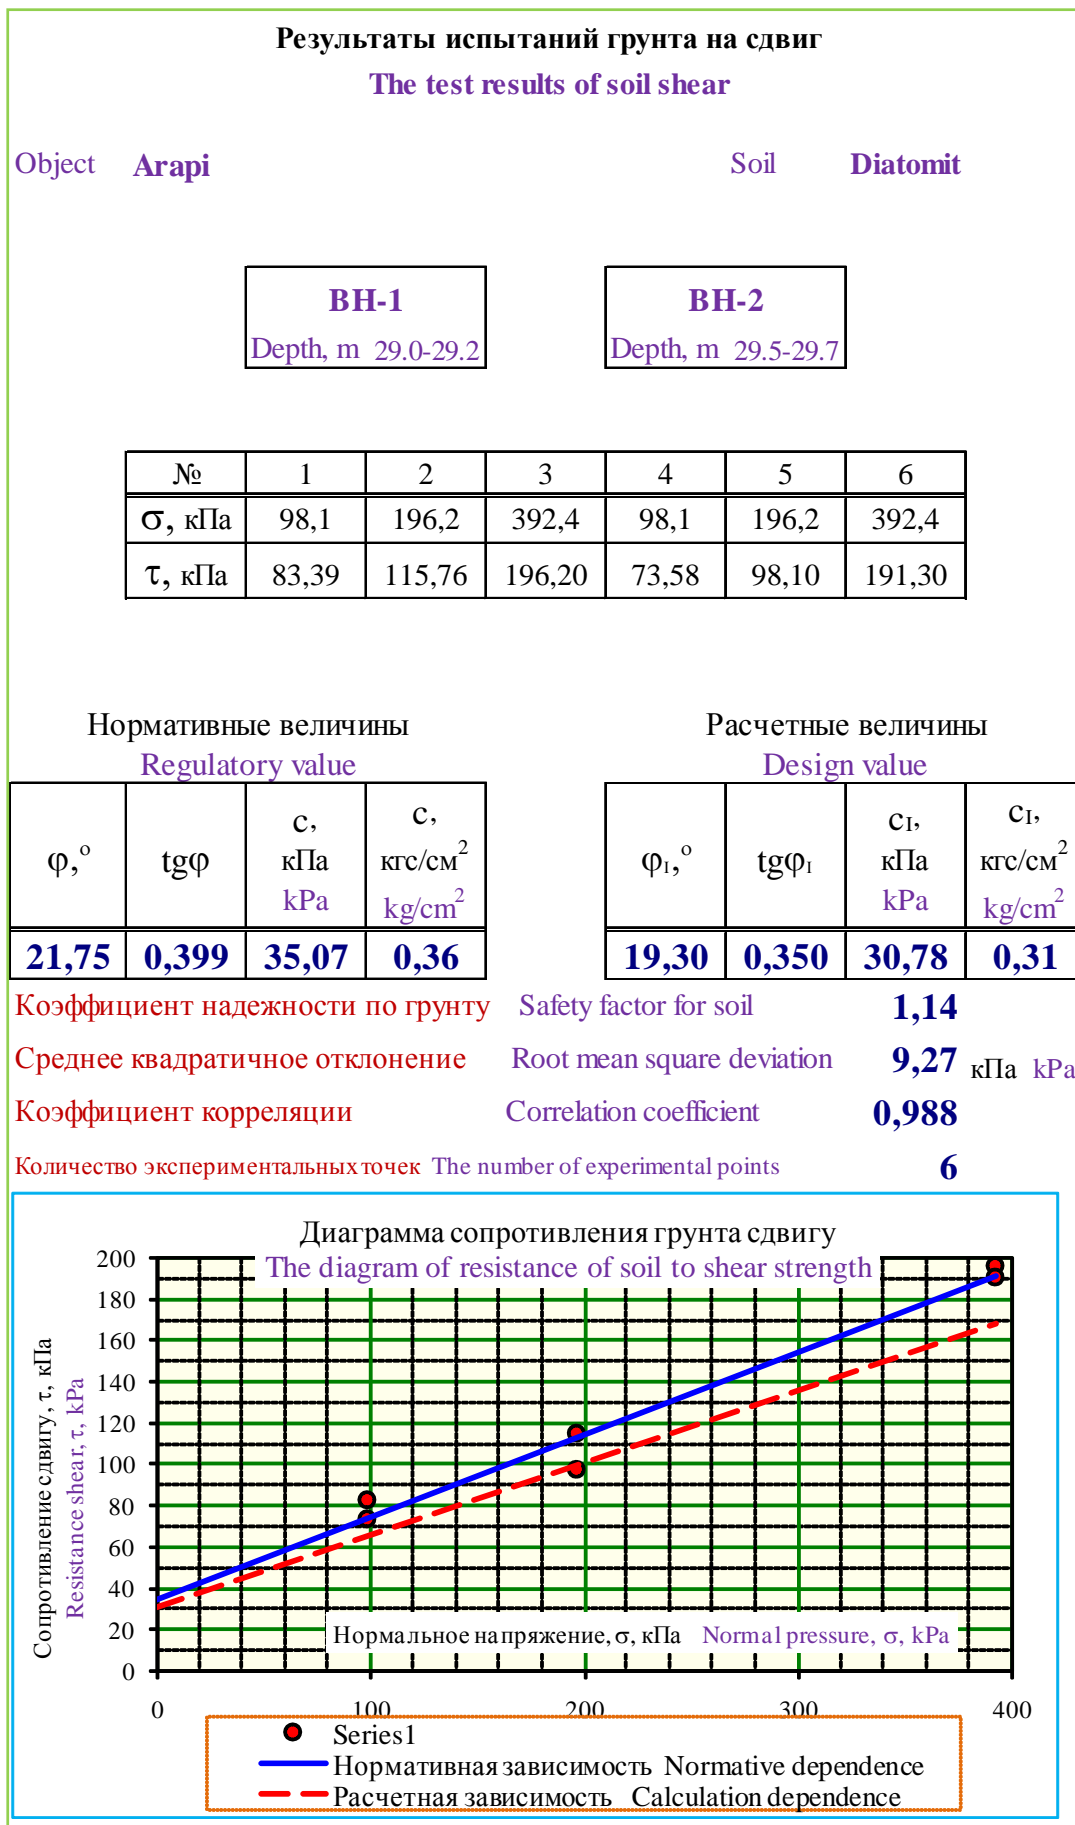 Результаты испытаний грунта на сдвиг
The test results of soil shear
Object Arapi Soil Diatomit
BH-1 BH-2
Depth, m 29.0-29.2 Depth, m 29.5-29.7
№ 1 2 3 4 5 6
σ, кПа 98,1 196,2 392,4 98,1 196,2 392,4
τ, кПа 83,39 115,76 196,20 73,58 98,10 191,30
Нормативные величины Расчетные величины
Regulatory value Design value
φ,° tgφ c, кПа kPa c, кгс/см² kg/cm² φI,° tgφI cI, кПа kPa cI, кгс/см² kg/cm²
21,75 0,399 35,07 0,36 19,30 0,350 30,78 0,31
Коэффициент надежности по грунту Safety factor for soil 1,14
Среднее квадратичное отклонение Root mean square deviation 9,27 кПа kPa
Коэффициент корреляции Correlation coefficient 0,988
Количество экспериментальных точек The number of experimental points 6
Диаграмма сопротивления грунта сдвигу
The diagram of resistance of soil to shear strength
Сопротивление сдвигу, τ, кПа
Resistance shear, τ, kPa
200
180
160
140
120
100
80
60
40
20
0
Нормальное напряжение, σ, кПа Normal pressure, σ, kPa
0 100 200 300 400
Series1
Нормативная зависимость Normative dependence
Расчетная зависимость Calculation dependence